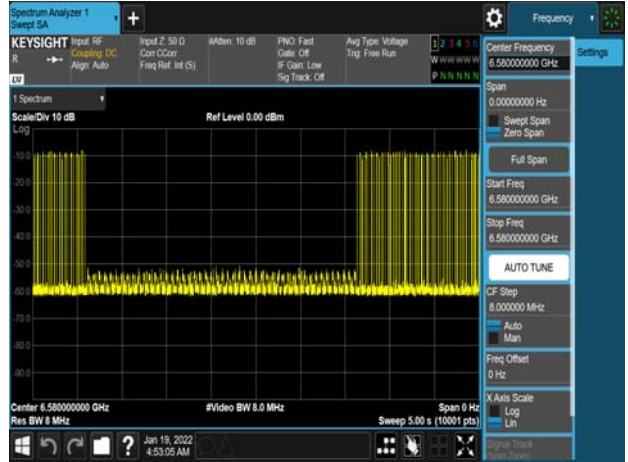 Spectrum Analyzer 1
Swept SA
+
Frequency
KEYSIGHT
R
LV
Input: RF
Coupling: DC
Align: Auto
Input Z: 50 Ω
Corr CCorr
Freq Ref: Int (S)
#Atten: 10 dB
PNO: Fast
Gate: Off
IF Gain: Low
Sig Track: Off
Avg Type: Voltage
Trig: Free Run
1 2 3 4 5 6
W W W W W W
P N N N N N
Center Frequency
6.580000000 GHz
Settings
Span
0.00000000 Hz
Swept Span
Zero Span
Full Span
Start Freq
6.580000000 GHz
Stop Freq
6.580000000 GHz
AUTO TUNE
CF Step
8.000000 MHz
Auto
Man
Freq Offset
0 Hz
X Axis Scale
Log
Lin
Signal Track
(Span Zoom)
1 Spectrum
Scale/Div 10 dB
Ref Level 0.00 dBm
Log
-10.0
-20.0
-30.0
-40.0
-50.0
-60.0
-70.0
-80.0
-90.0
Center 6.580000000 GHz
#Video BW 8.0 MHz
Span 0 Hz
Res BW 8 MHz
Sweep 5.00 s (10001 pts)
?
Jan 19, 2022
4:53:05 AM